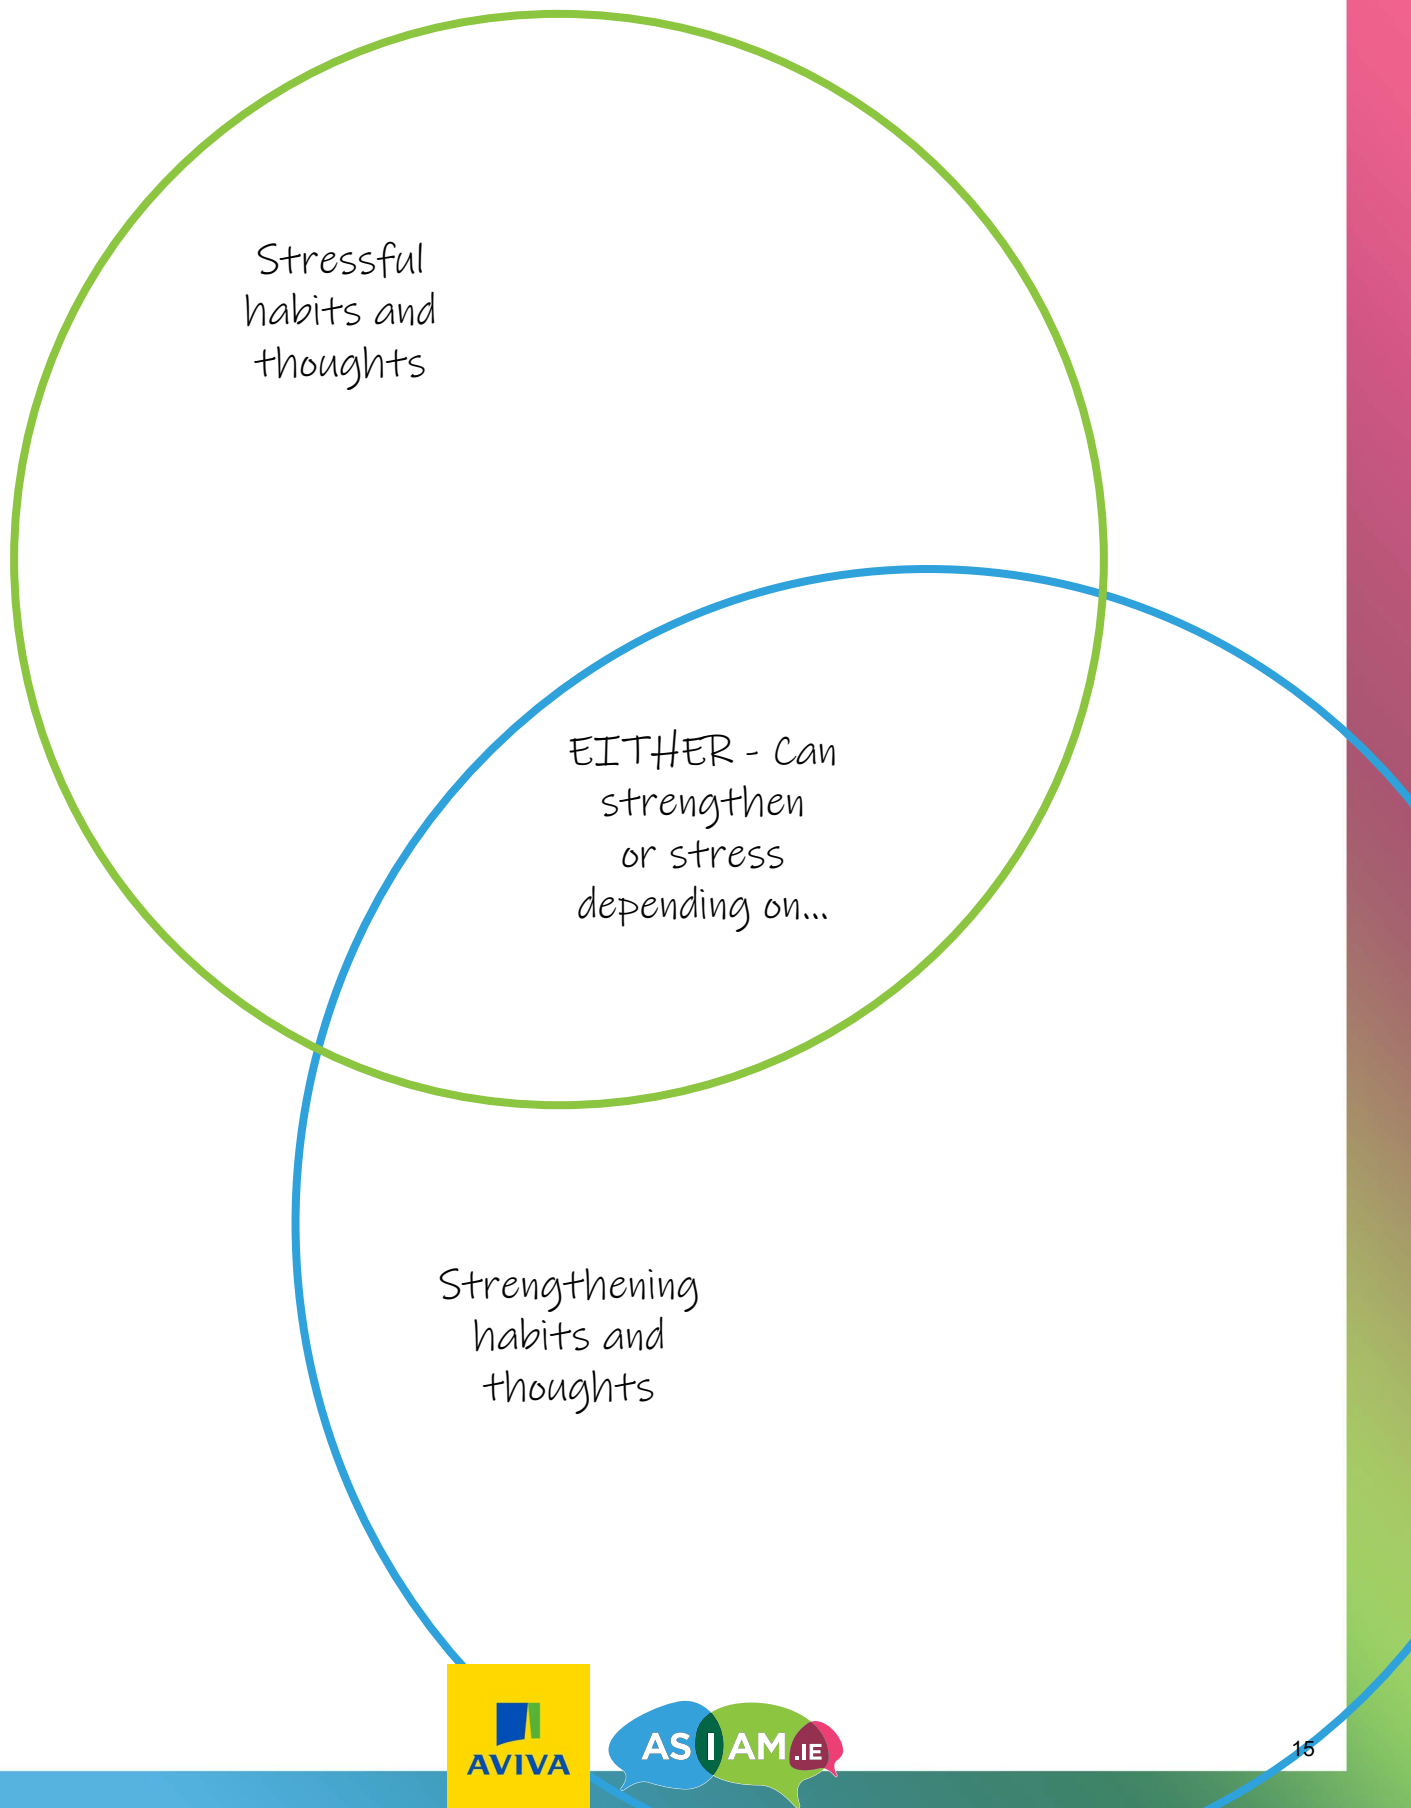 Stressful
habits and
thoughts
EITHER - Can
strengthen
or stress
depending on...
Strengthening
habits and
thoughts
AVIVA
AS I AM .IE
15